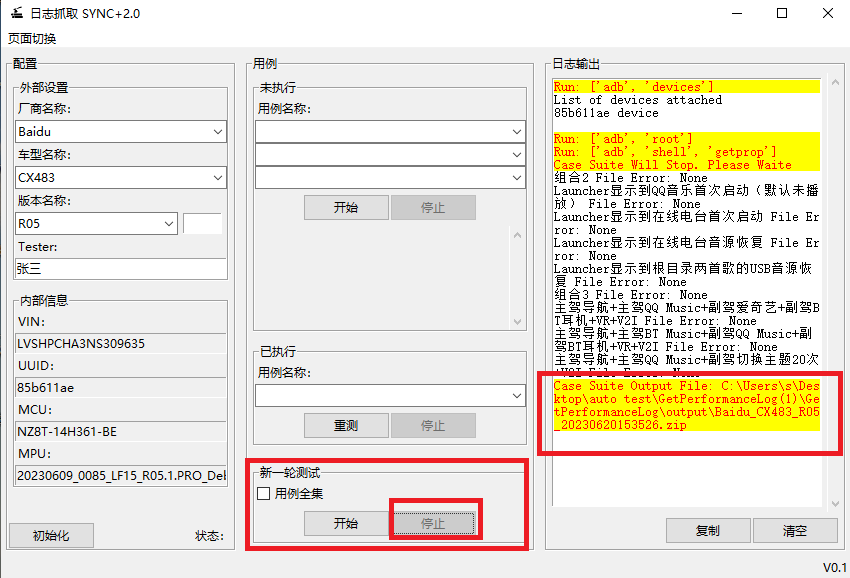 日志抓取 SYNC+2.0
页面切换
配置
外部设置
厂商名称:
Baidu
车型名称:
CX483
版本名称:
R05
Tester:
张三
内部信息
VIN:
LVSHPCHA3NS309635
UUID:
85b611ae
MCU:
NZ8T-14H361-BE
MPU:
20230609_0085_LF15_R05.1.PRO_Del
初始化
状态:
用例
未执行
用例名称:
开始
停止
已执行
用例名称:
重测
停止
新一轮测试
用例全集
开始
停止
日志输出
Run: ['adb', 'devices']
List of devices attached
85b611ae device
Run: ['adb', 'root']
Run: ['adb', 'shell', 'getprop']
Case Suite Will Stop. Please Waite
组合2 File Error: None
Launcher显示到QQ音乐首次启动（默认未播
放） File Error: None
Launcher显示到在线电台首次启动 File Er
ror: None
Launcher显示到在线电台音源恢复 File Er
ror: None
Launcher显示到根目录两首歌的USB音源恢
复 File Error: None
组合3 File Error: None
主驾导航+主驾QQ Music+副驾爱奇艺+副驾B
T耳机+VR+V2I File Error: None
主驾导航+主驾BT Music+副驾QQ Music+副
驾BT耳机+VR+V2I File Error: None
主驾导航+主驾QQ Music+副驾切换主题20次
+V2I File Error: None
Case Suite Output File: C:\Users\s\Des
ktop\auto test\GetPerformanceLog(1)\Ge
tPerformanceLog\output\Baidu_CX483_R05
_20230620153526.zip
复制
清空
V0.1